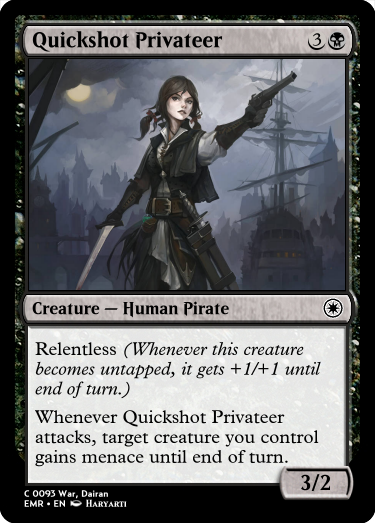 Quickshot Privateer 3
Creature — Human Pirate
Relentless (Whenever this creature
becomes untapped, it gets +1/+1 until
end of turn.)
Whenever Quickshot Privateer
attacks, target creature you control
gains menace until end of turn.
3/2
C 0093 War, Dairan
EMR • EN Haryarti